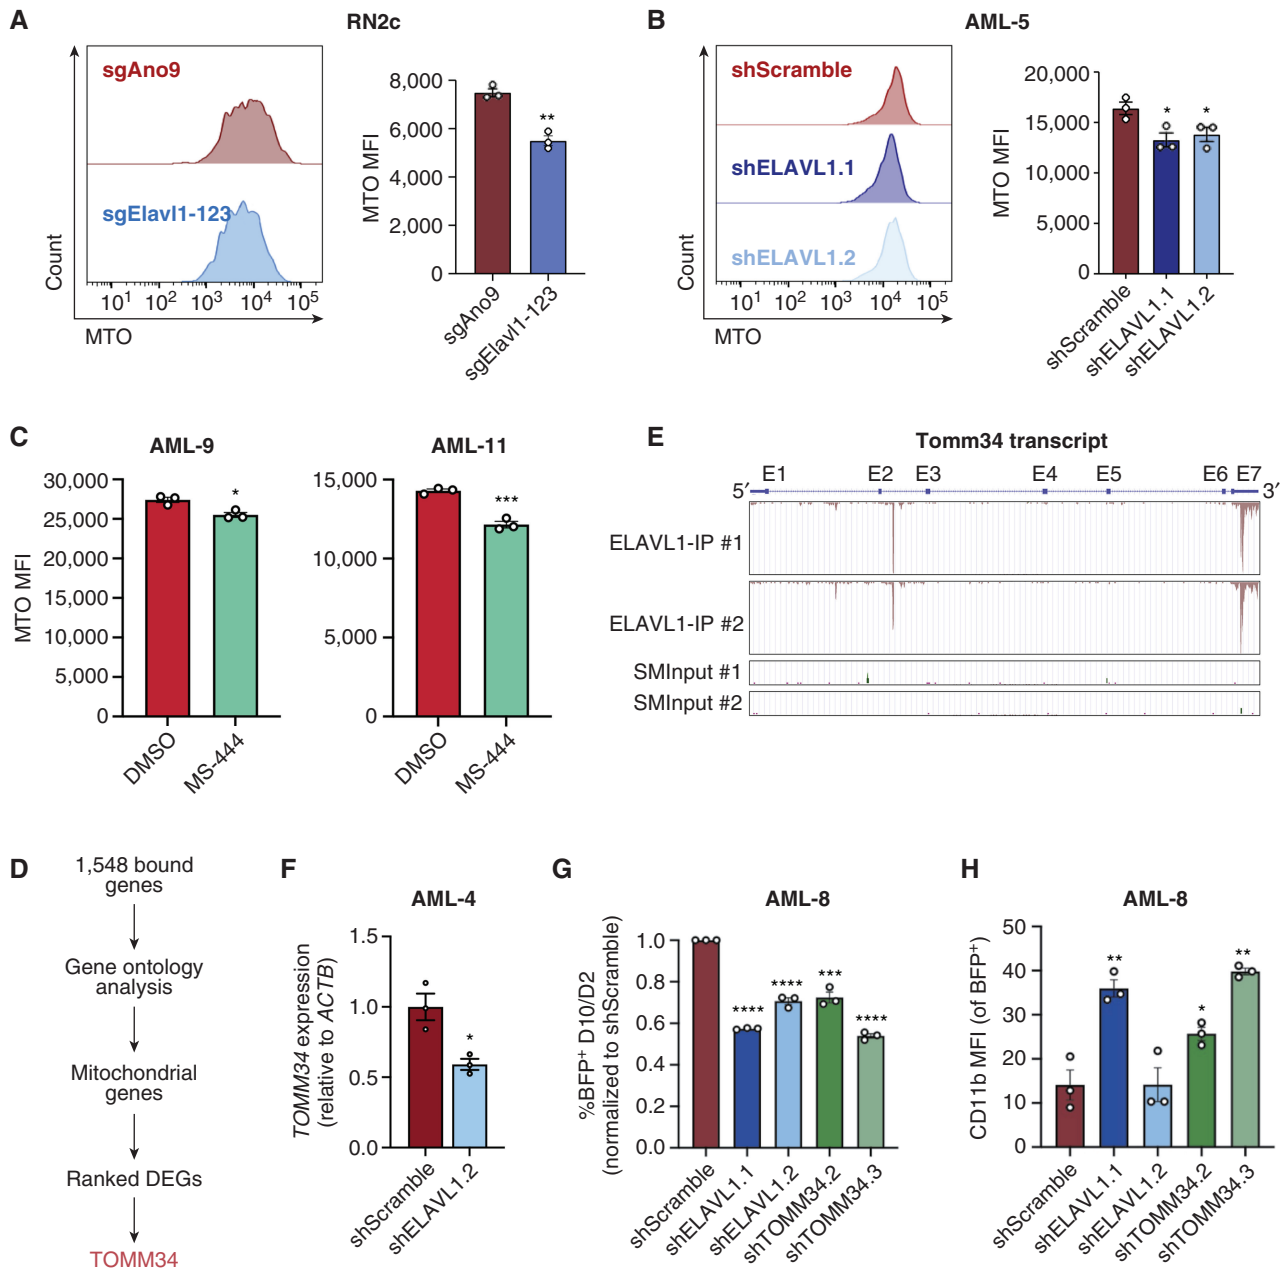 A
RN2c
sgAno9
sgElavl1-123
Count
10¹ 10² 10³ 10⁴ 10⁵
MTO
MTO MFI
8,000
6,000
4,000
2,000
0
**
sgAno9
sgElavl1-123
B
AML-5
shScramble
shELAVL1.1
shELAVL1.2
Count
10¹ 10² 10³ 10⁴ 10⁵
MTO
MTO MFI
20,000
15,000
10,000
5,000
0
* *
shScramble
shELAVL1.1
shELAVL1.2
C
AML-9
MTO MFI
30,000
25,000
20,000
15,000
10,000
5,000
0
*
DMSO
MS-444
AML-11
15,000
10,000
5,000
0
***
DMSO
MS-444
E
Tomm34 transcript
E1 E2 E3 E4 E5 E6 E7
5′ 3′
ELAVL1-IP #1
ELAVL1-IP #2
SMInput #1
SMInput #2
D
1,548 bound
genes
Gene ontology
analysis
Mitochondrial
genes
Ranked DEGs
TOMM34
F
AML-4
TOMM34 expression
(relative to ACTB)
1.5
1.0
0.5
0.0
*
shScramble
shELAVL1.2
G
AML-8
%BFP⁺ D10/D2
(normalized to shScramble)
1.0
0.8
0.6
0.4
0.2
0.0
**** **** *** ****
shScramble
shELAVL1.1
shELAVL1.2
shTOMM34.2
shTOMM34.3
H
AML-8
CD11b MFI (of BFP⁺)
50
40
30
20
10
0
** * **
shScramble
shELAVL1.1
shELAVL1.2
shTOMM34.2
shTOMM34.3